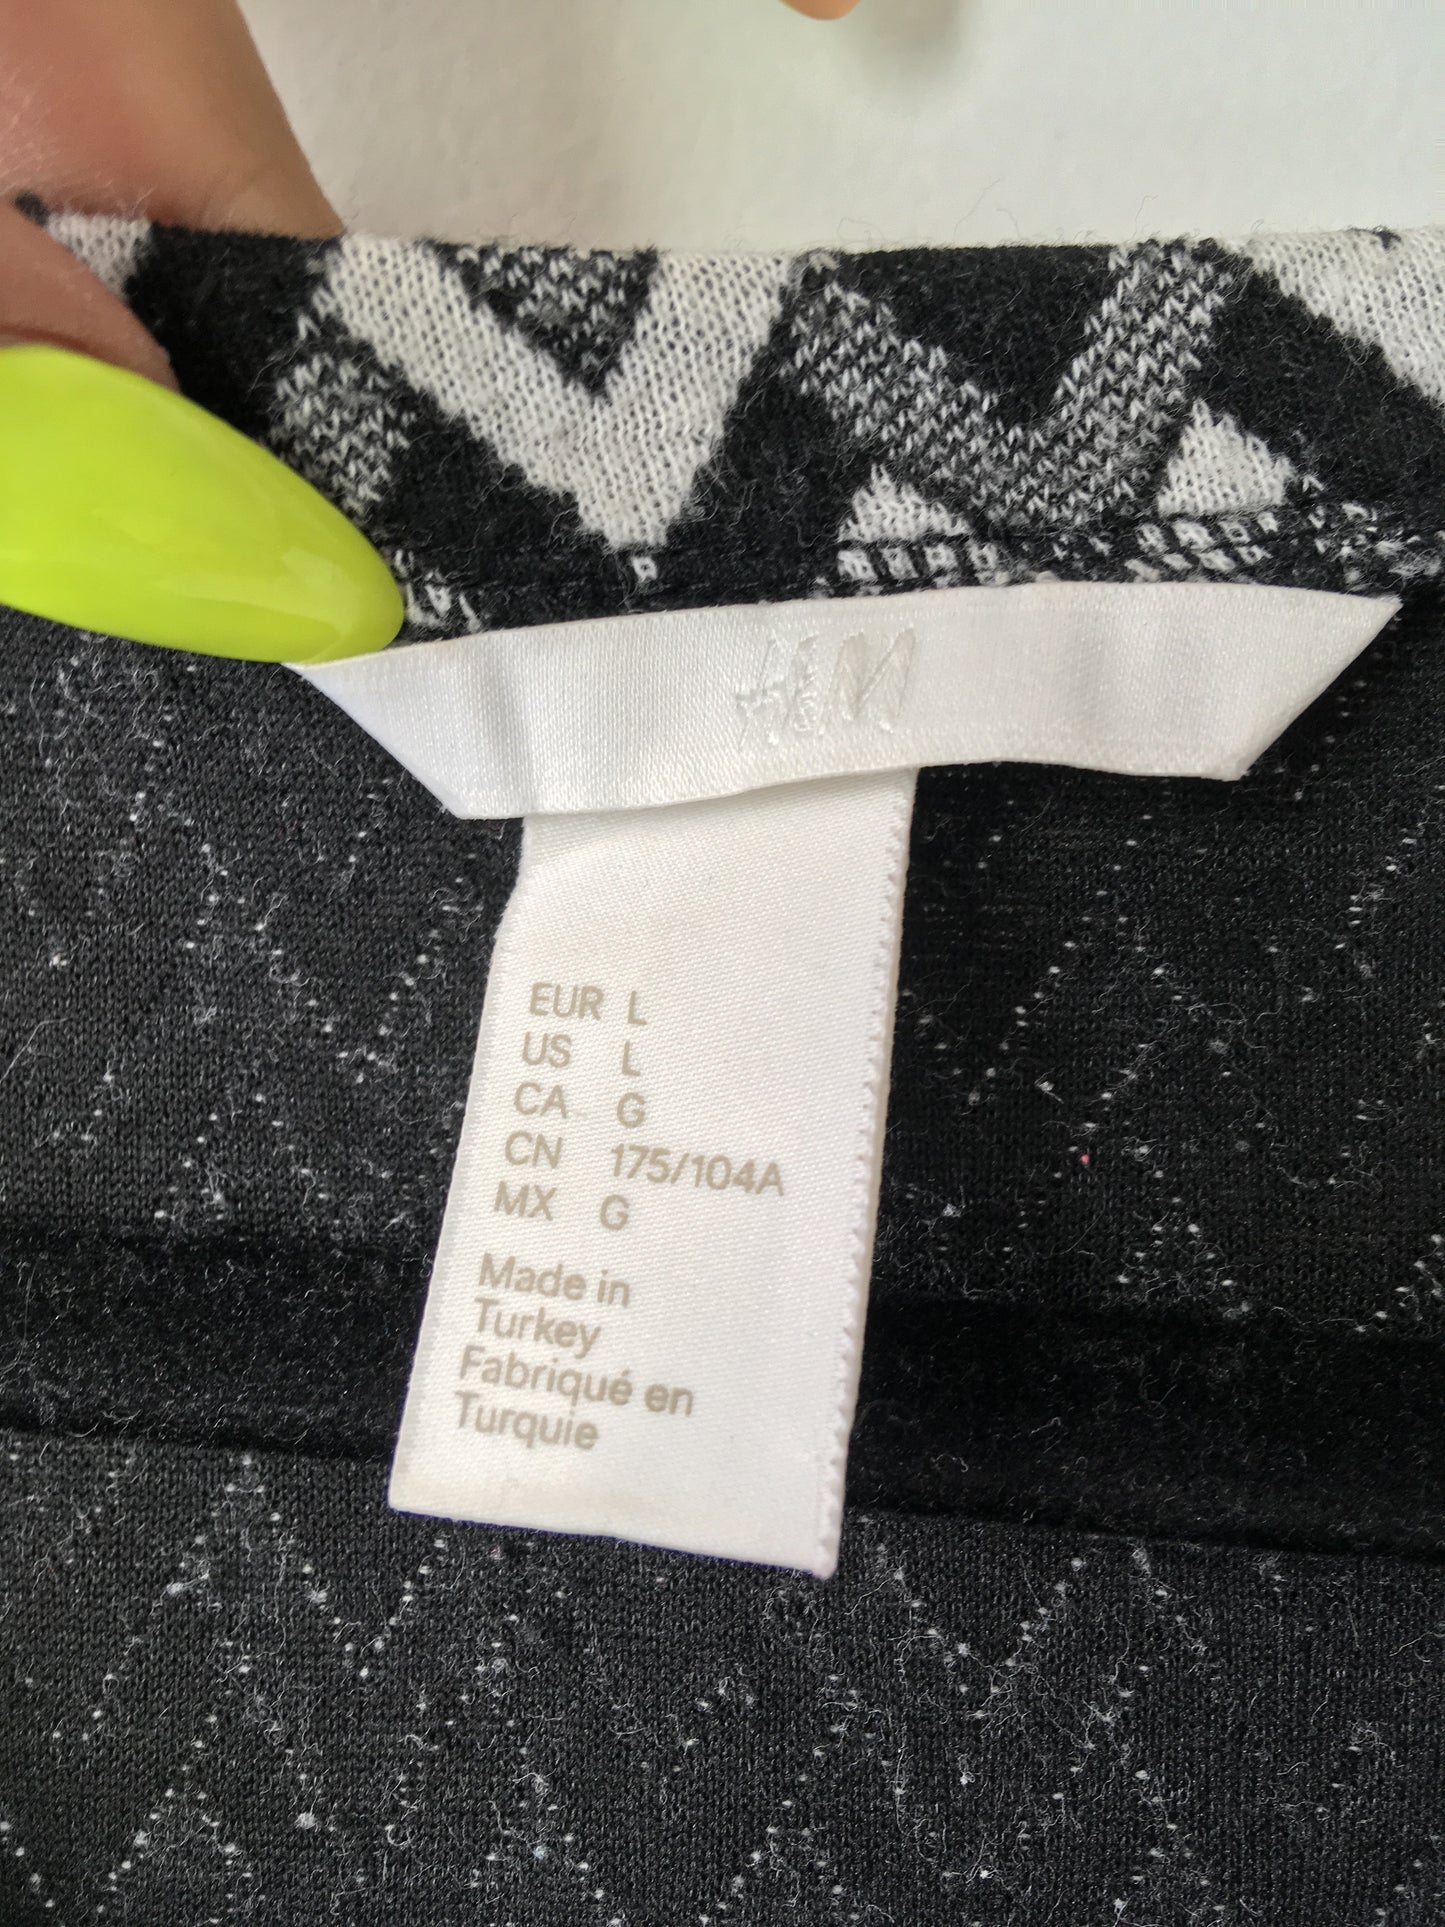 H&M
EUR L
US L
CA G
CN 175/104A
MX G
Made in
Turkey
Fabriqué en
Turquie